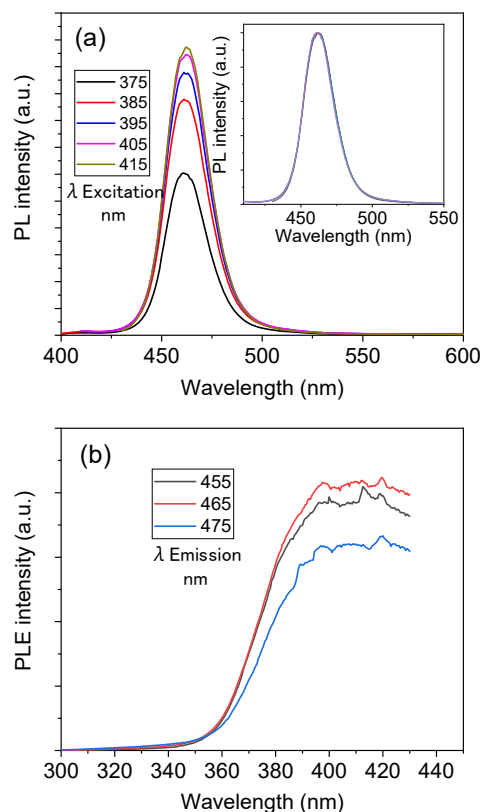 (a)
375
385
395
405
415
λ Excitation
nm
PL intensity (a.u.)
400 450 500 550 600
Wavelength (nm)
PL intensity (a.u.)
450 500 550
Wavelength (nm)
(b)
455
465
475
λ Emission
nm
PLE intensity (a.u.)
300 320 340 360 380 400 420 440
Wavelength (nm)